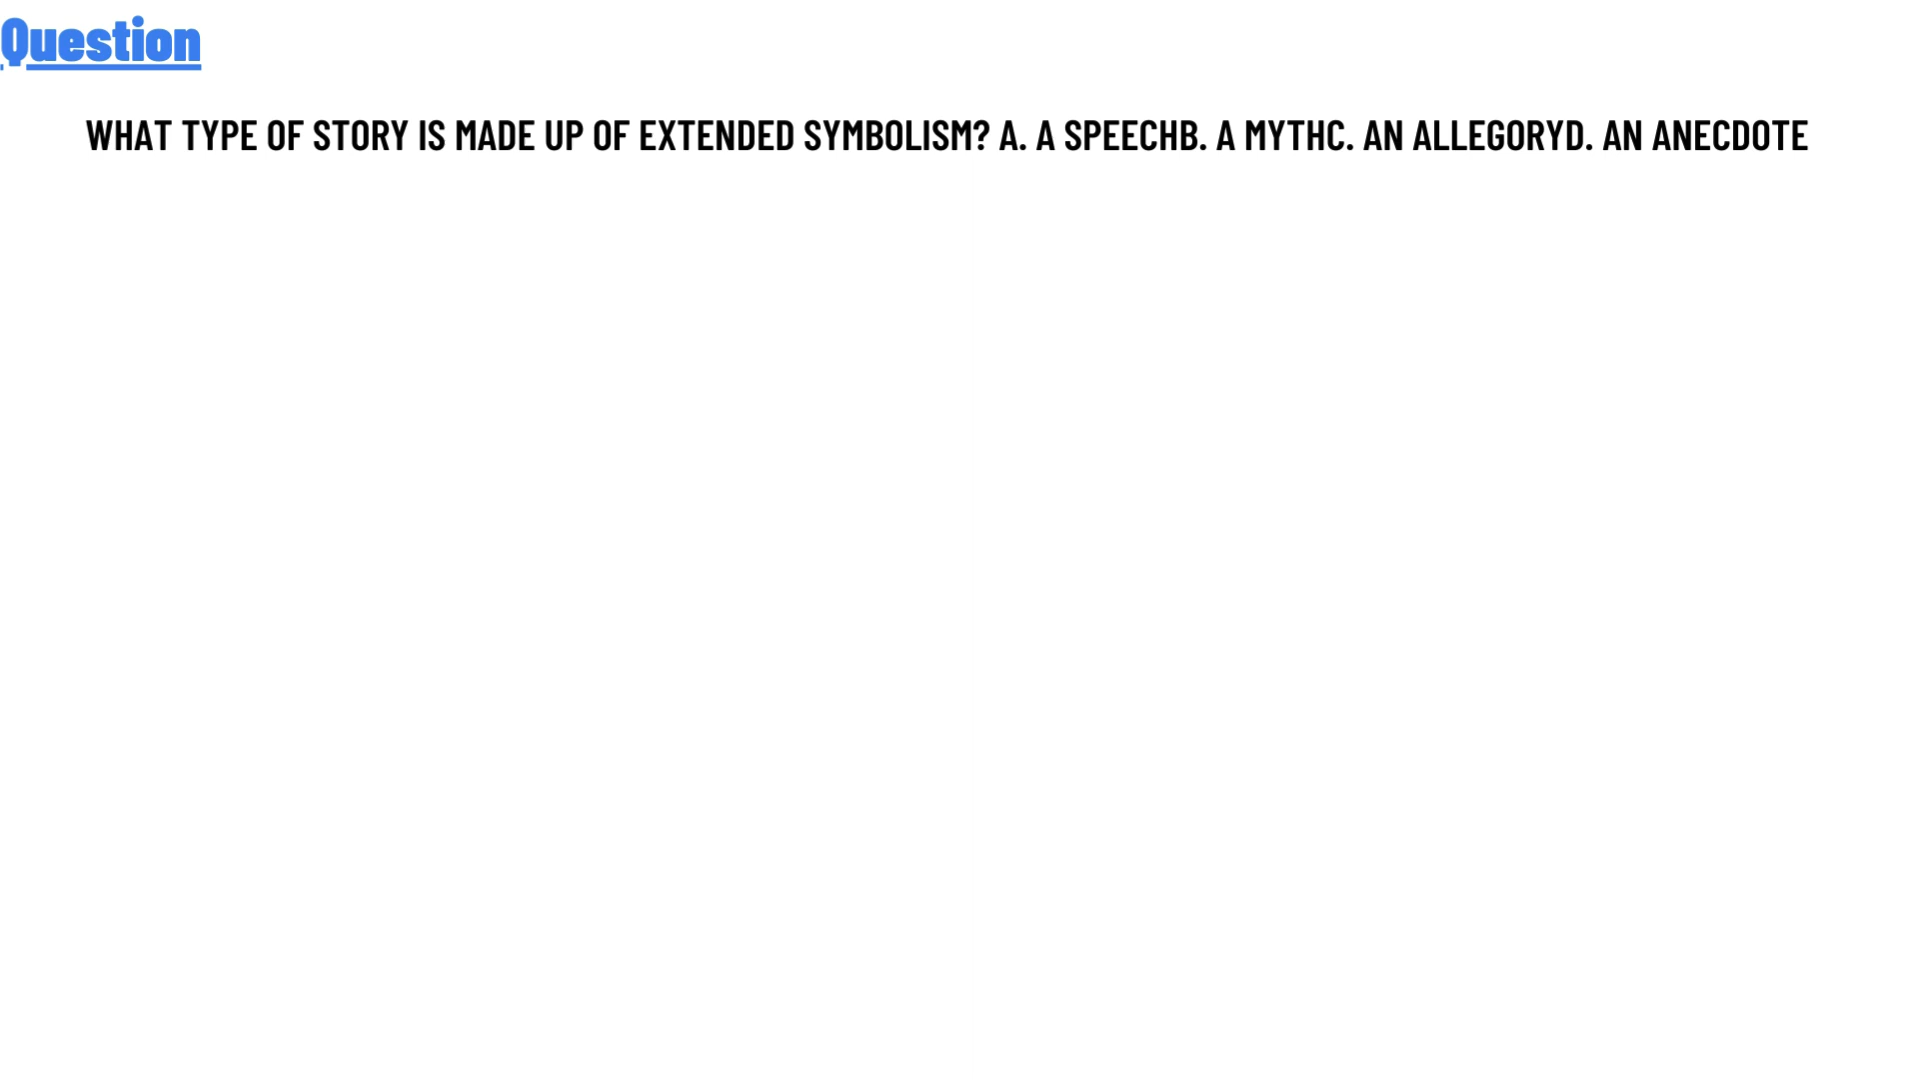 Question
WHAT TYPE OF STORY IS MADE UP OF EXTENDED SYMBOLISM? A. A SPEECHB. A MYTHC. AN ALLEGORYD. AN ANECDOTE